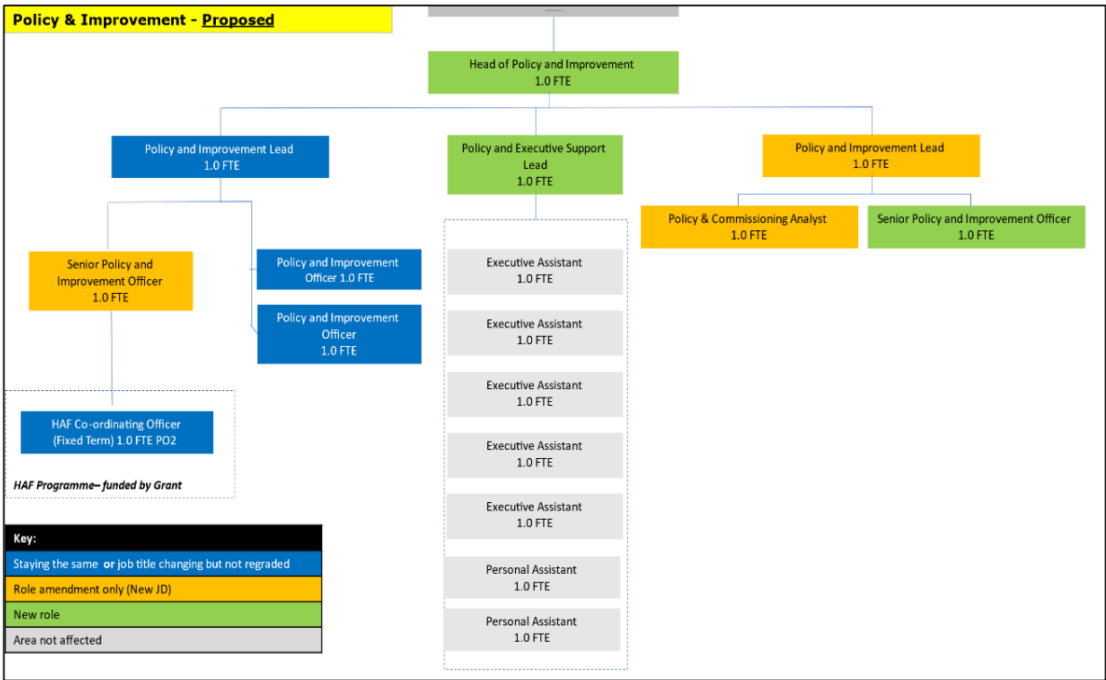 Policy & Improvement - Proposed
Head of Policy and Improvement
1.0 FTE
Policy and Improvement Lead
1.0 FTE
Policy and Executive Support
Lead
1.0 FTE
Policy and Improvement Lead
1.0 FTE
Policy & Commissioning Analyst
1.0 FTE
Senior Policy and Improvement Officer
1.0 FTE
Senior Policy and
Improvement Officer
1.0 FTE
Policy and Improvement
Officer 1.0 FTE
Policy and Improvement
Officer
1.0 FTE
Executive Assistant
1.0 FTE
Executive Assistant
1.0 FTE
Executive Assistant
1.0 FTE
Executive Assistant
1.0 FTE
Executive Assistant
1.0 FTE
Personal Assistant
1.0 FTE
Personal Assistant
1.0 FTE
HAF Co-ordinating Officer
(Fixed Term) 1.0 FTE PO2
HAF Programme– funded by Grant
Key:
Staying the same or job title changing but not regraded
Role amendment only (New JD)
New role
Area not affected